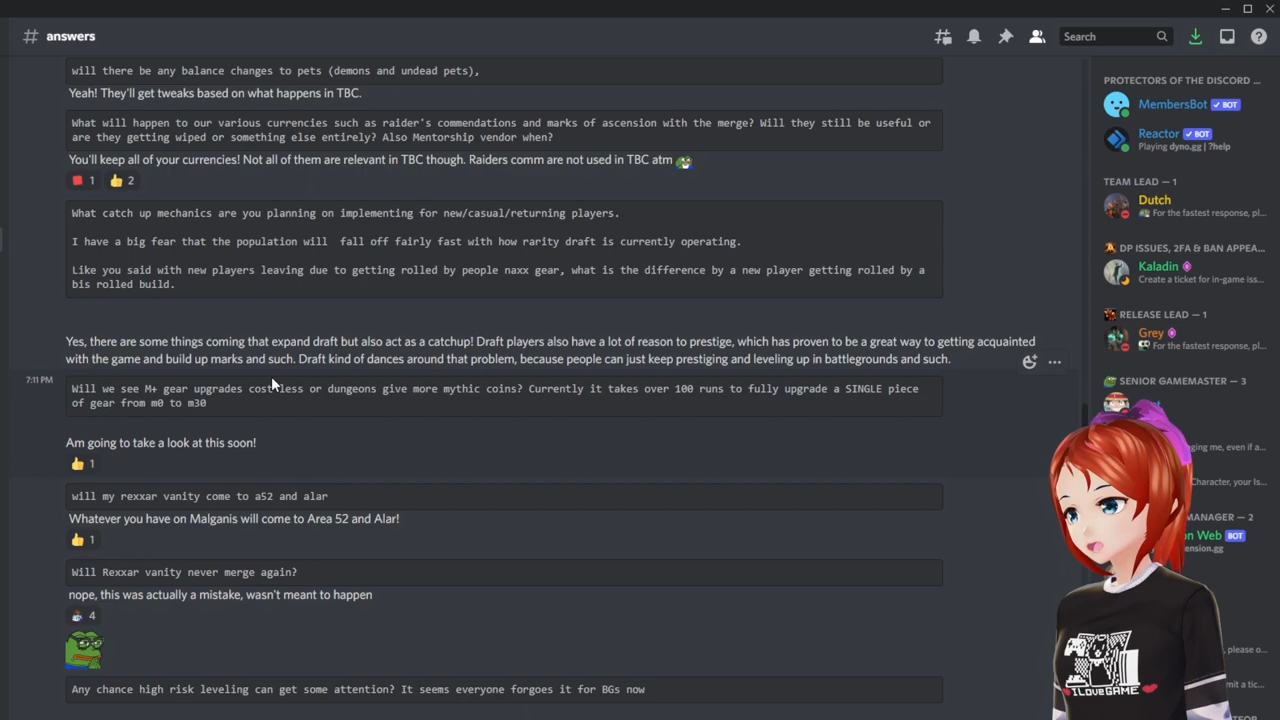 # answers
Search
will there be any balance changes to pets (demons and undead pets),
Yeah! They'll get tweaks based on what happens in TBC.
What will happen to our various currencies such as raider's commendations and marks of ascension with the merge? Will they still be useful or
are they getting wiped or something else entirely? Also Mentorship vendor when?
You'll keep all of your currencies! Not all of them are relevant in TBC though. Raiders comm are not used in TBC atm
1 2
What catch up mechanics are you planning on implementing for new/casual/returning players.
I have a big fear that the population will fall off fairly fast with how rarity draft is currently operating.
Like you said with new players leaving due to getting rolled by people naxx gear, what is the difference by a new player getting rolled by a
bis rolled build.
Yes, there are some things coming that expand draft but also act as a catchup! Draft players also have a lot of reason to prestige, which has proven to be a great way to getting acquainted
with the game and build up marks and such. Draft kind of dances around that problem, because people can just keep prestiging and leveling up in battlegrounds and such.
7:11 PM
Will we see M+ gear upgrades cost less or dungeons give more mythic coins? Currently it takes over 100 runs to fully upgrade a SINGLE piece
of gear from m0 to m30
Am going to take a look at this soon!
1
will my rexxar vanity come to a52 and alar
Whatever you have on Malganis will come to Area 52 and Alar!
1
Will Rexxar vanity never merge again?
nope, this was actually a mistake, wasn't meant to happen
4
Any chance high risk leveling can get some attention? It seems everyone forgoes it for BGs now
PROTECTORS OF THE DISCORD ...
MembersBot BOT
Reactor BOT
Playing dyno.gg | ?help
TEAM LEAD — 1
Dutch
For the fastest response, pl...
DP ISSUES, 2FA & BAN APPEA...
Kaladin
Create a ticket for in-game iss...
RELEASE LEAD — 1
Grey
For the fastest response, pl...
SENIOR GAMEMASTER — 3
ging me, even if a...
Character, your Is...
MANAGER — 2
n Web BOT
ension.gg
please o...
mit a tic...
I LOVE GAME